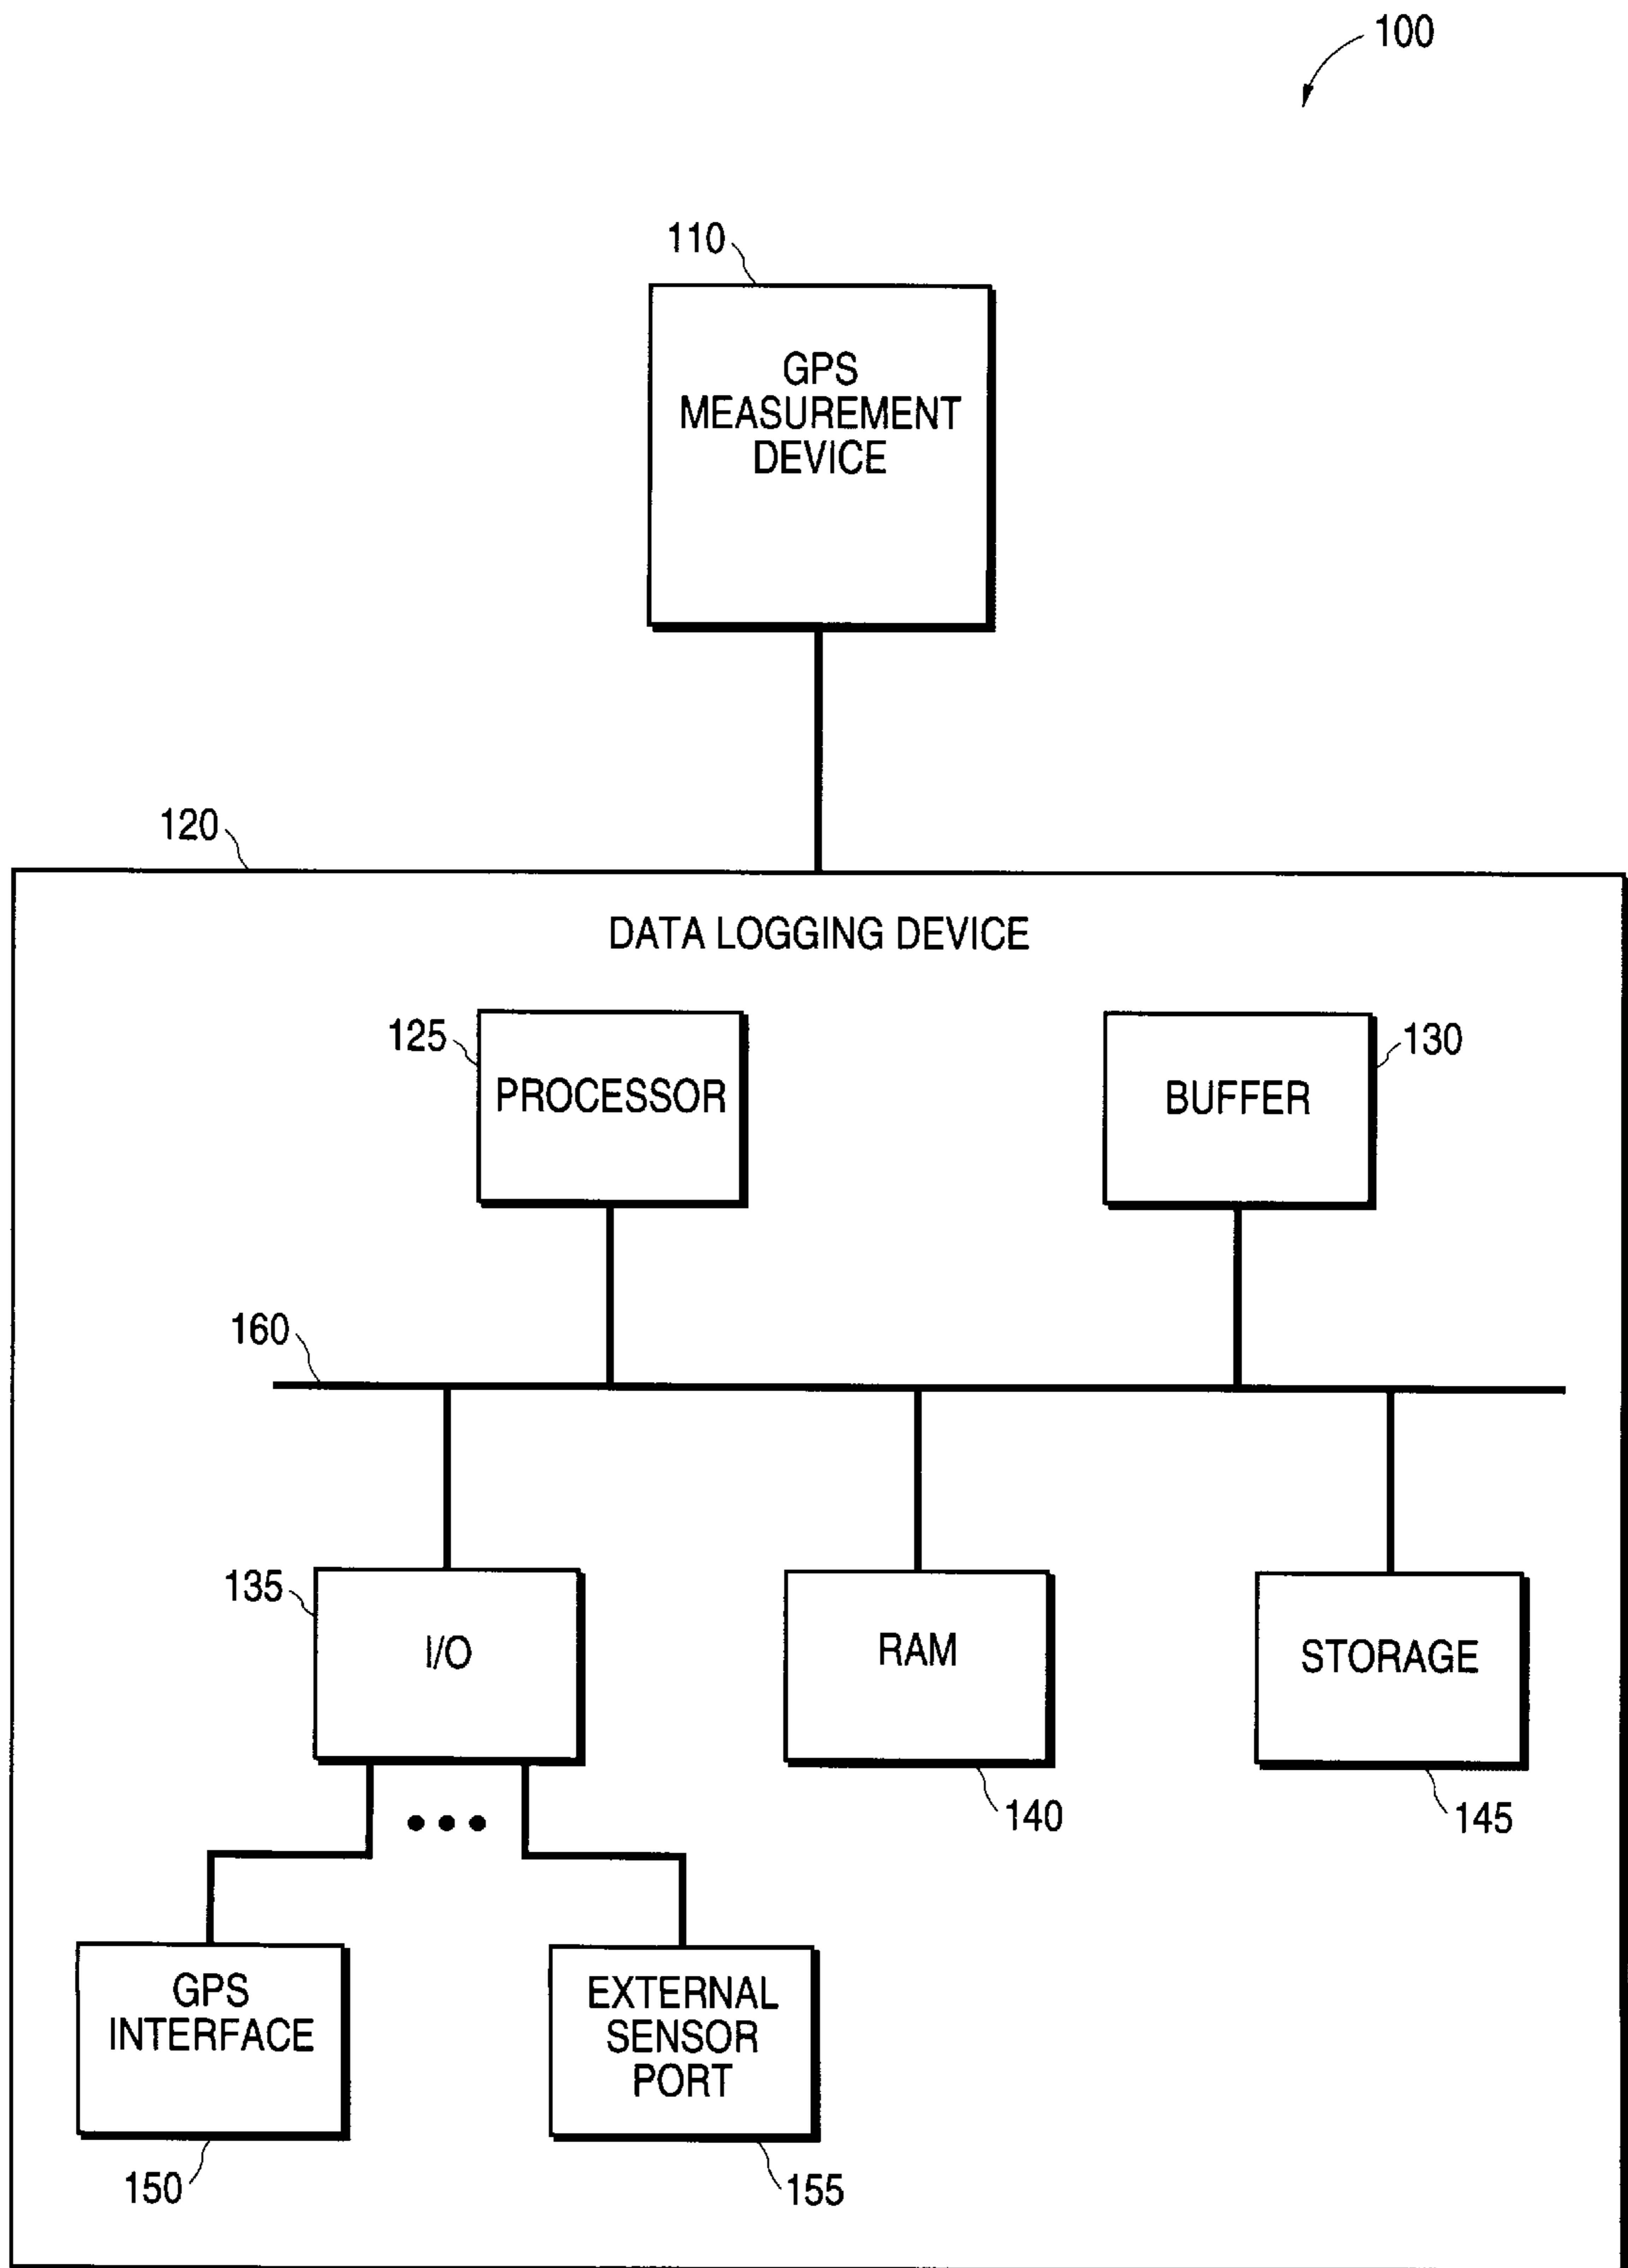 100
110
GPS
MEASUREMENT
DEVICE
120
DATA LOGGING DEVICE
125
PROCESSOR
130
BUFFER
160
135
I/O
RAM
STORAGE
140
145
GPS
INTERFACE
EXTERNAL
SENSOR
PORT
150
155